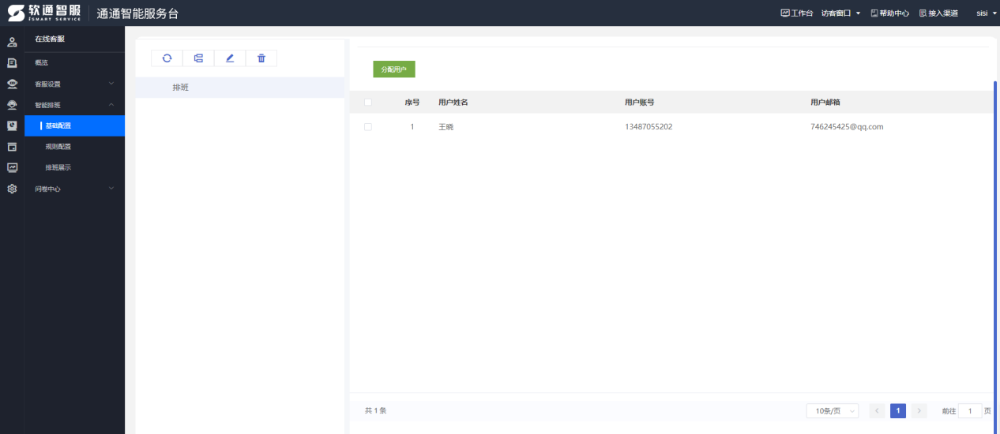 软通智服
iSMART SERVICE
通通智能服务台
工作台 访客窗口 帮助中心 接入渠道 sisi
在线客服
概览
客服设置
智能排班
基础配置
规则配置
排班展示
问卷中心
排班
分配用户
序号 用户姓名 用户账号 用户邮箱
1 王晓 13487055202 746245425@qq.com
共 1 条 10条/页 1 前往 1 页